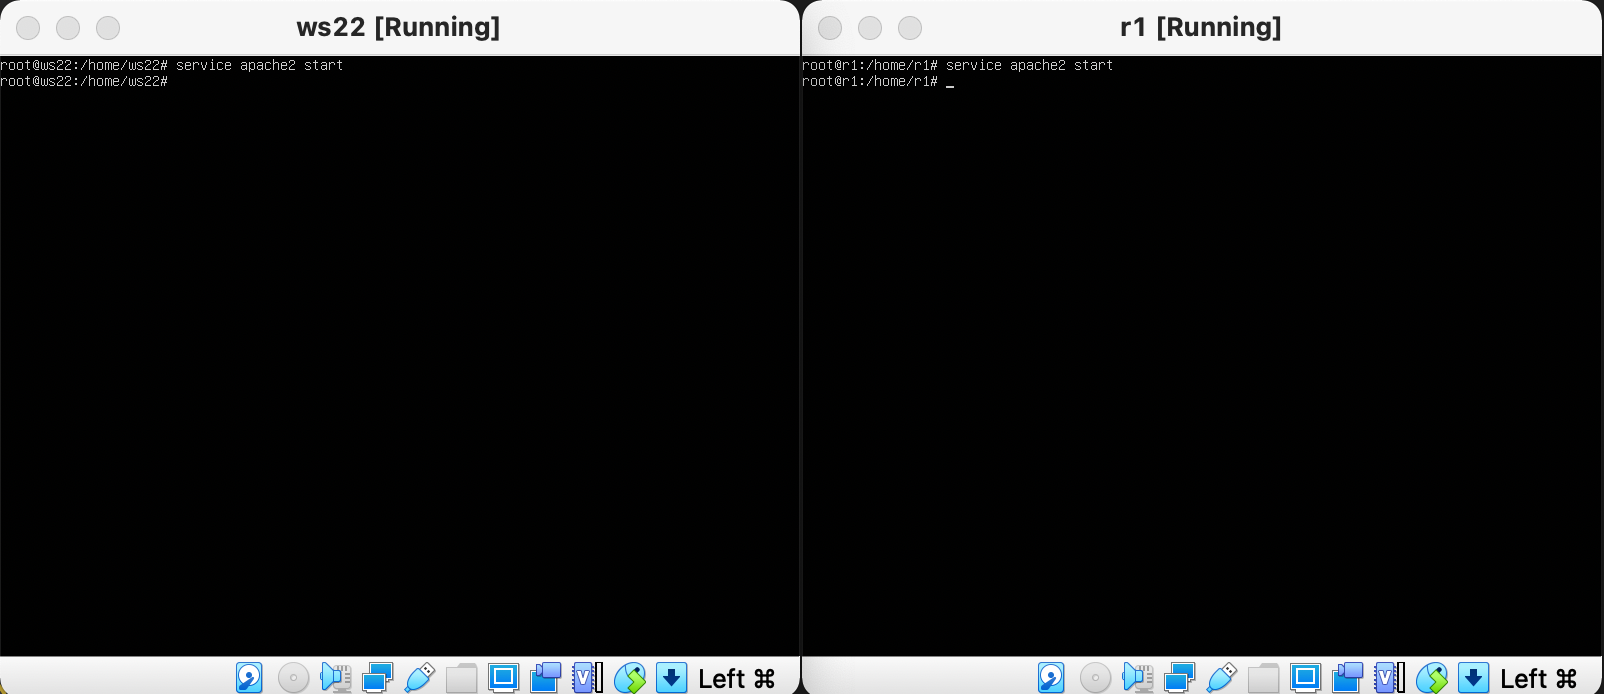 ws22 [Running]
root@ws22:/home/ws22# service apache2 start
root@ws22:/home/ws22#
Left ⌘
r1 [Running]
root@r1:/home/r1# service apache2 start
root@r1:/home/r1# _
Left ⌘